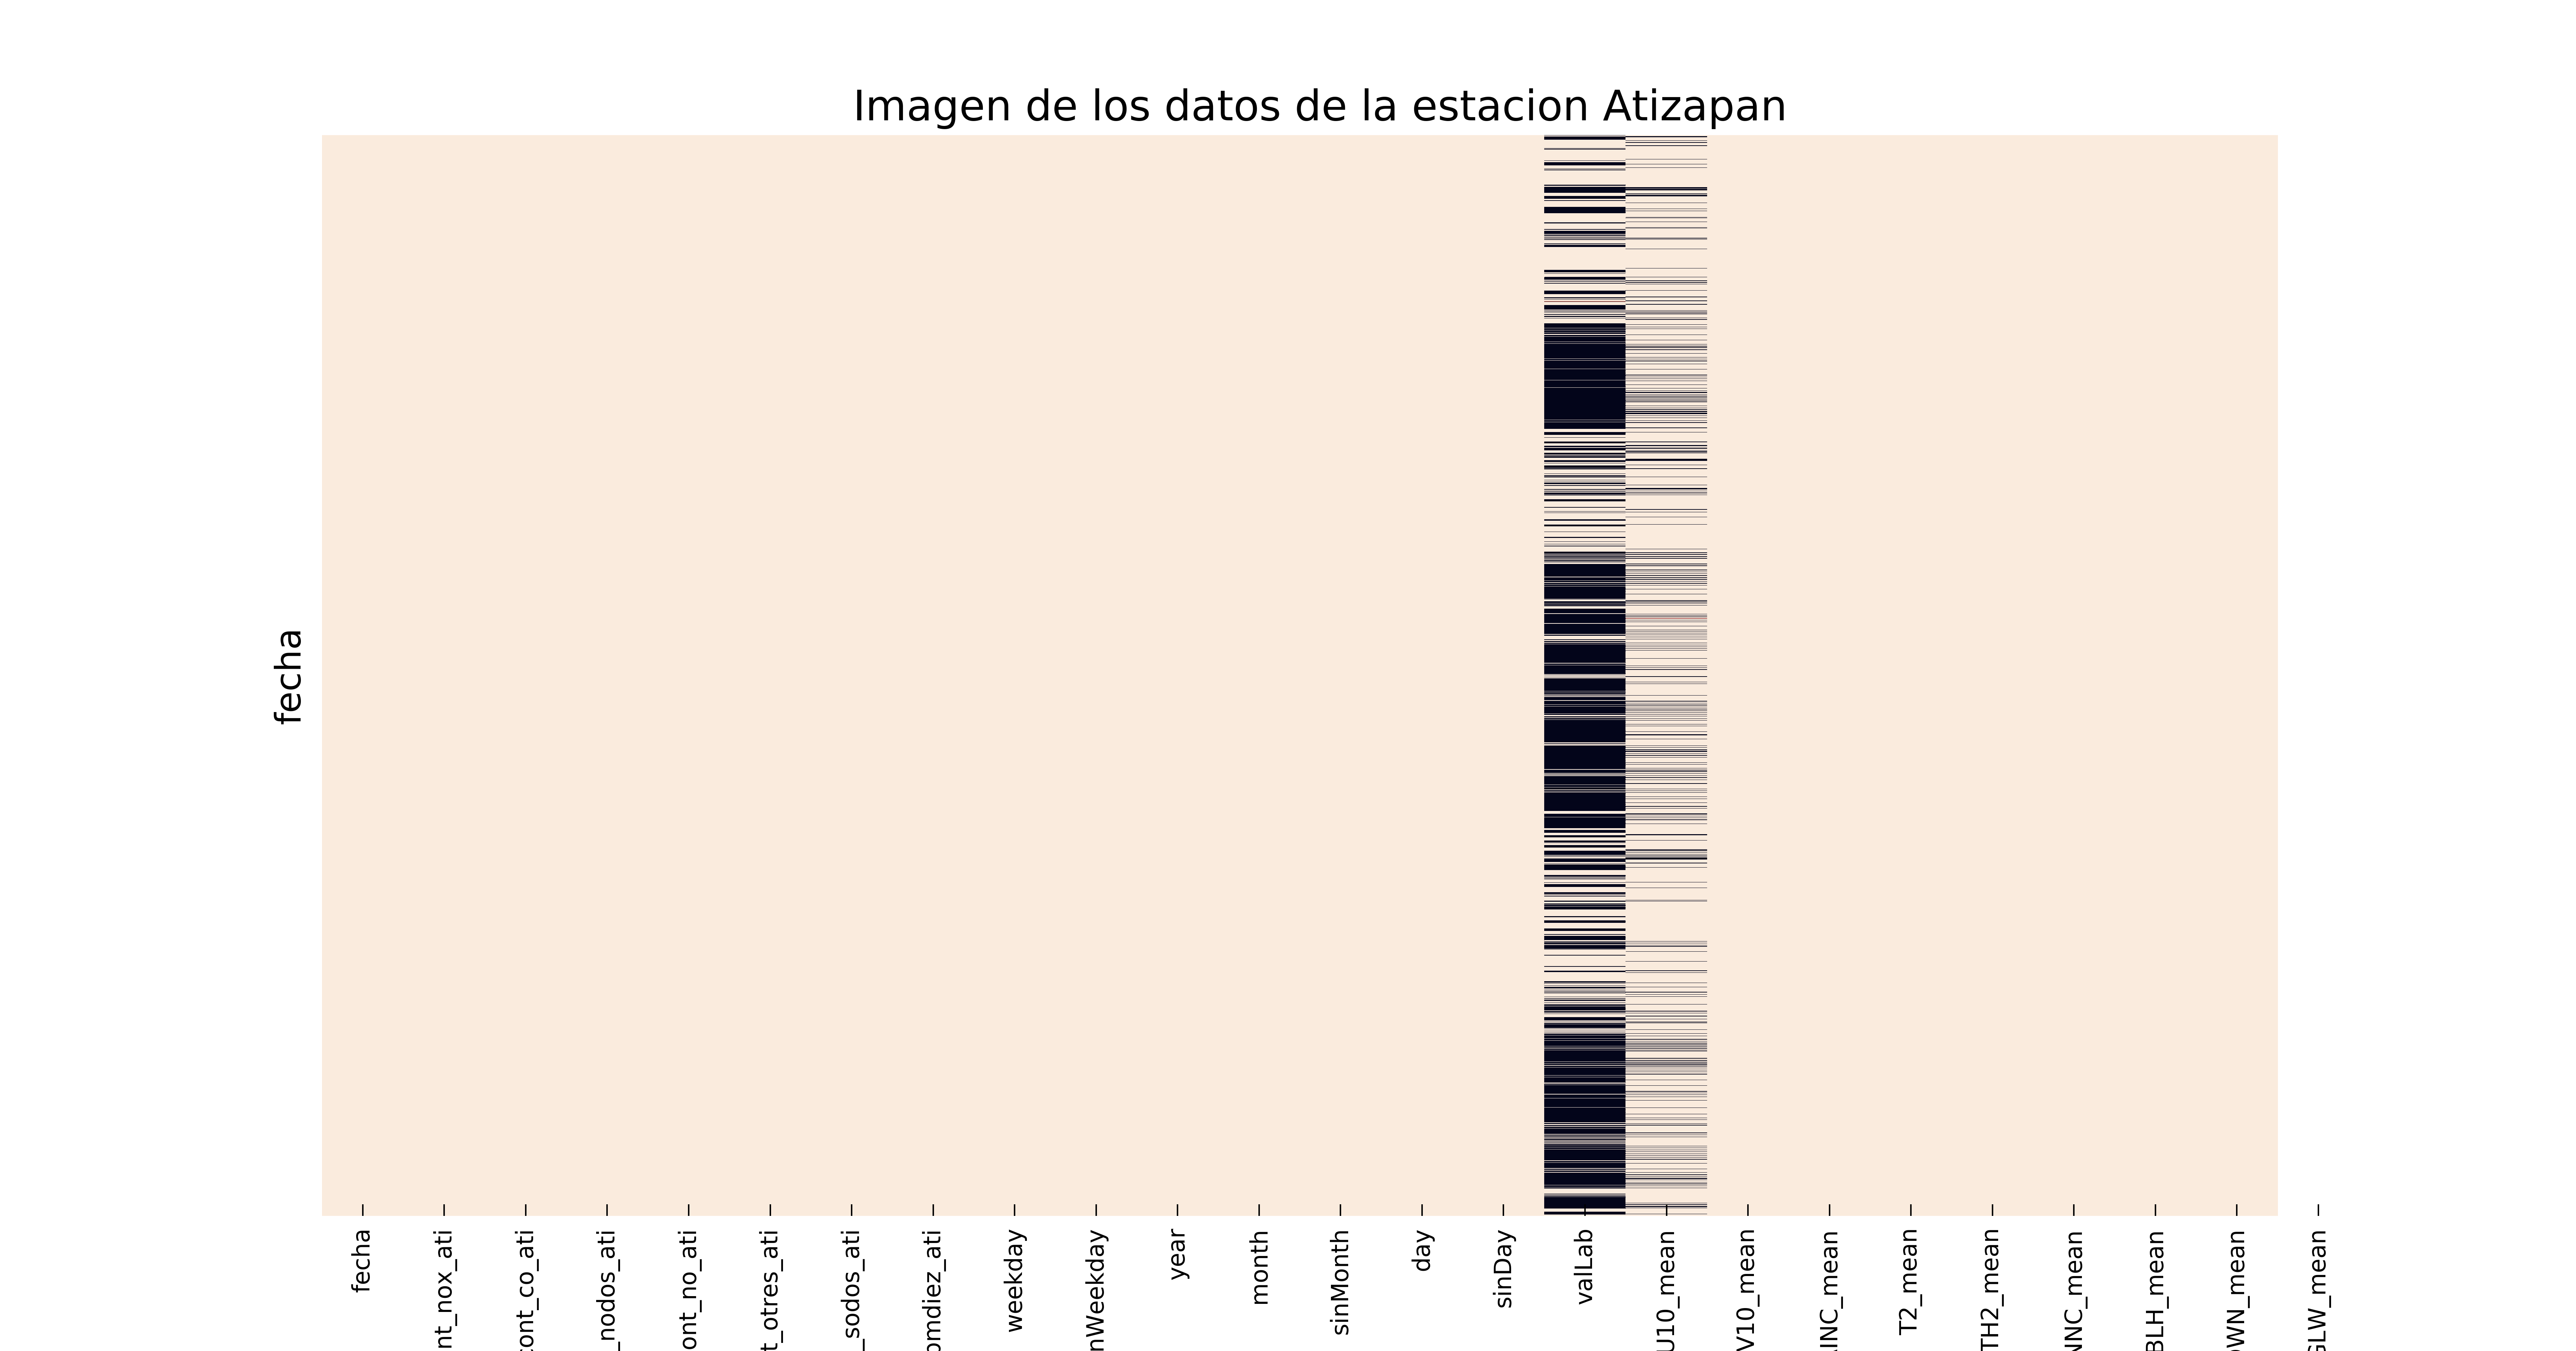 Imagen de los datos de la estacion Atizapan
fecha
fecha
nt_nox_ati
cont_co_ati
_nodos_ati
ont_no_ati
t_otres_ati
_sodos_ati
omdiez_ati
weekday
nWeekday
year
month
sinMonth
day
sinDay
valLab
U10_mean
V10_mean
INC_mean
T2_mean
TH2_mean
NNC_mean
BLH_mean
OWN_mean
GLW_mean